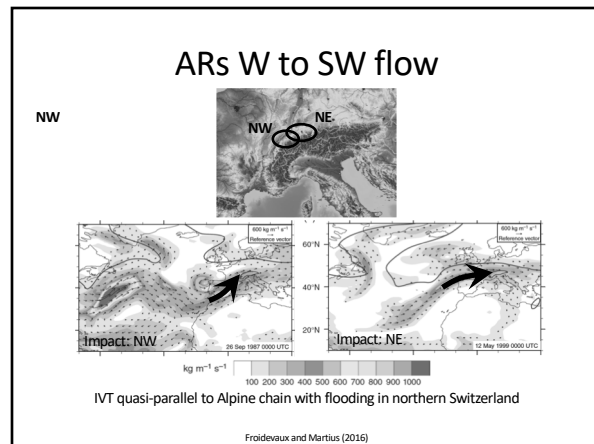 ARs W to SW flow
NW
NW
NE
600 kg m⁻¹ s⁻¹
Reference vector
600 kg m⁻¹ s⁻¹
Reference vector
60°N
40°N
20°N
Impact: NW
26 Sep 1987 0000 UTC
Impact: NE
12 May 1999 0000 UTC
kg m⁻¹ s⁻¹
100 200 300 400 500 600 700 800 900 1000
IVT quasi-parallel to Alpine chain with flooding in northern Switzerland
Froidevaux and Martius (2016)